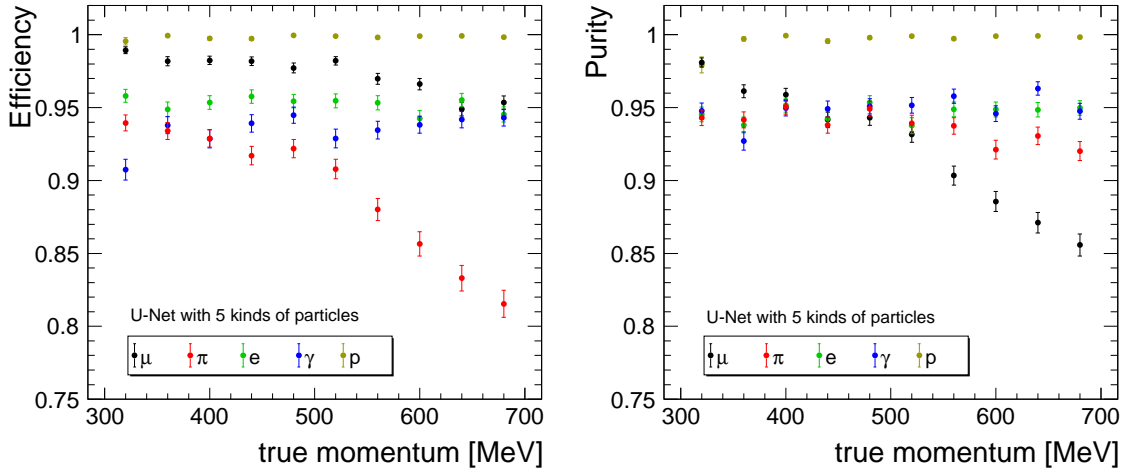 Efficiency
1
0.95
0.9
0.85
0.8
0.75
U-Net with 5 kinds of particles
μ π e γ p
300 400 500 600 700
true momentum [MeV]
Purity
1
0.95
0.9
0.85
0.8
0.75
U-Net with 5 kinds of particles
μ π e γ p
300 400 500 600 700
true momentum [MeV]